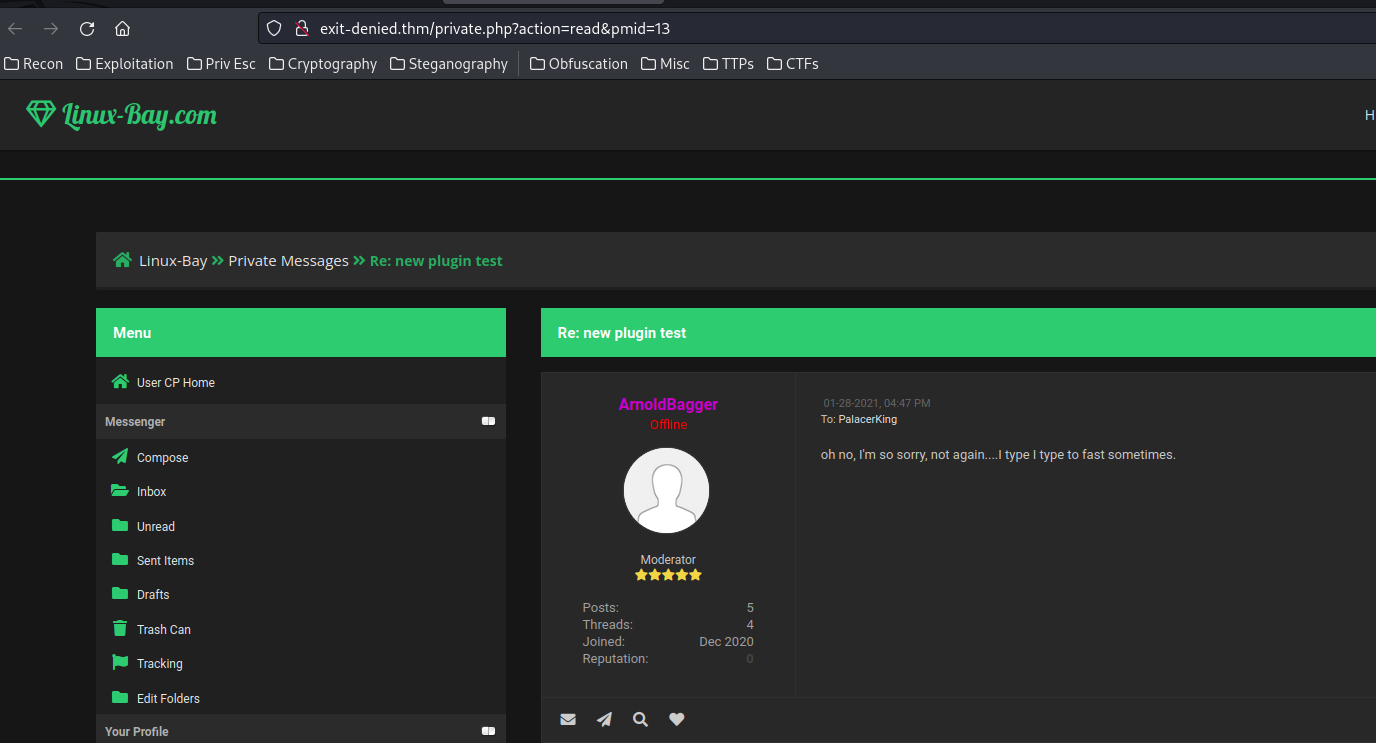 exit-denied.thm/private.php?action=read&pmid=13
Recon Exploitation Priv Esc Cryptography Steganography Obfuscation Misc TTPs CTFs
Linux-Bay.com
H
Linux-Bay Private Messages Re: new plugin test
Menu
User CP Home
Messenger
Compose
Inbox
Unread
Sent Items
Drafts
Trash Can
Tracking
Edit Folders
Your Profile
Re: new plugin test
ArnoldBagger
Offline
Moderator
Posts: 5
Threads: 4
Joined: Dec 2020
Reputation: 0
01-28-2021, 04:47 PM
To: PalacerKing
oh no, I'm so sorry, not again....I type I type to fast sometimes.